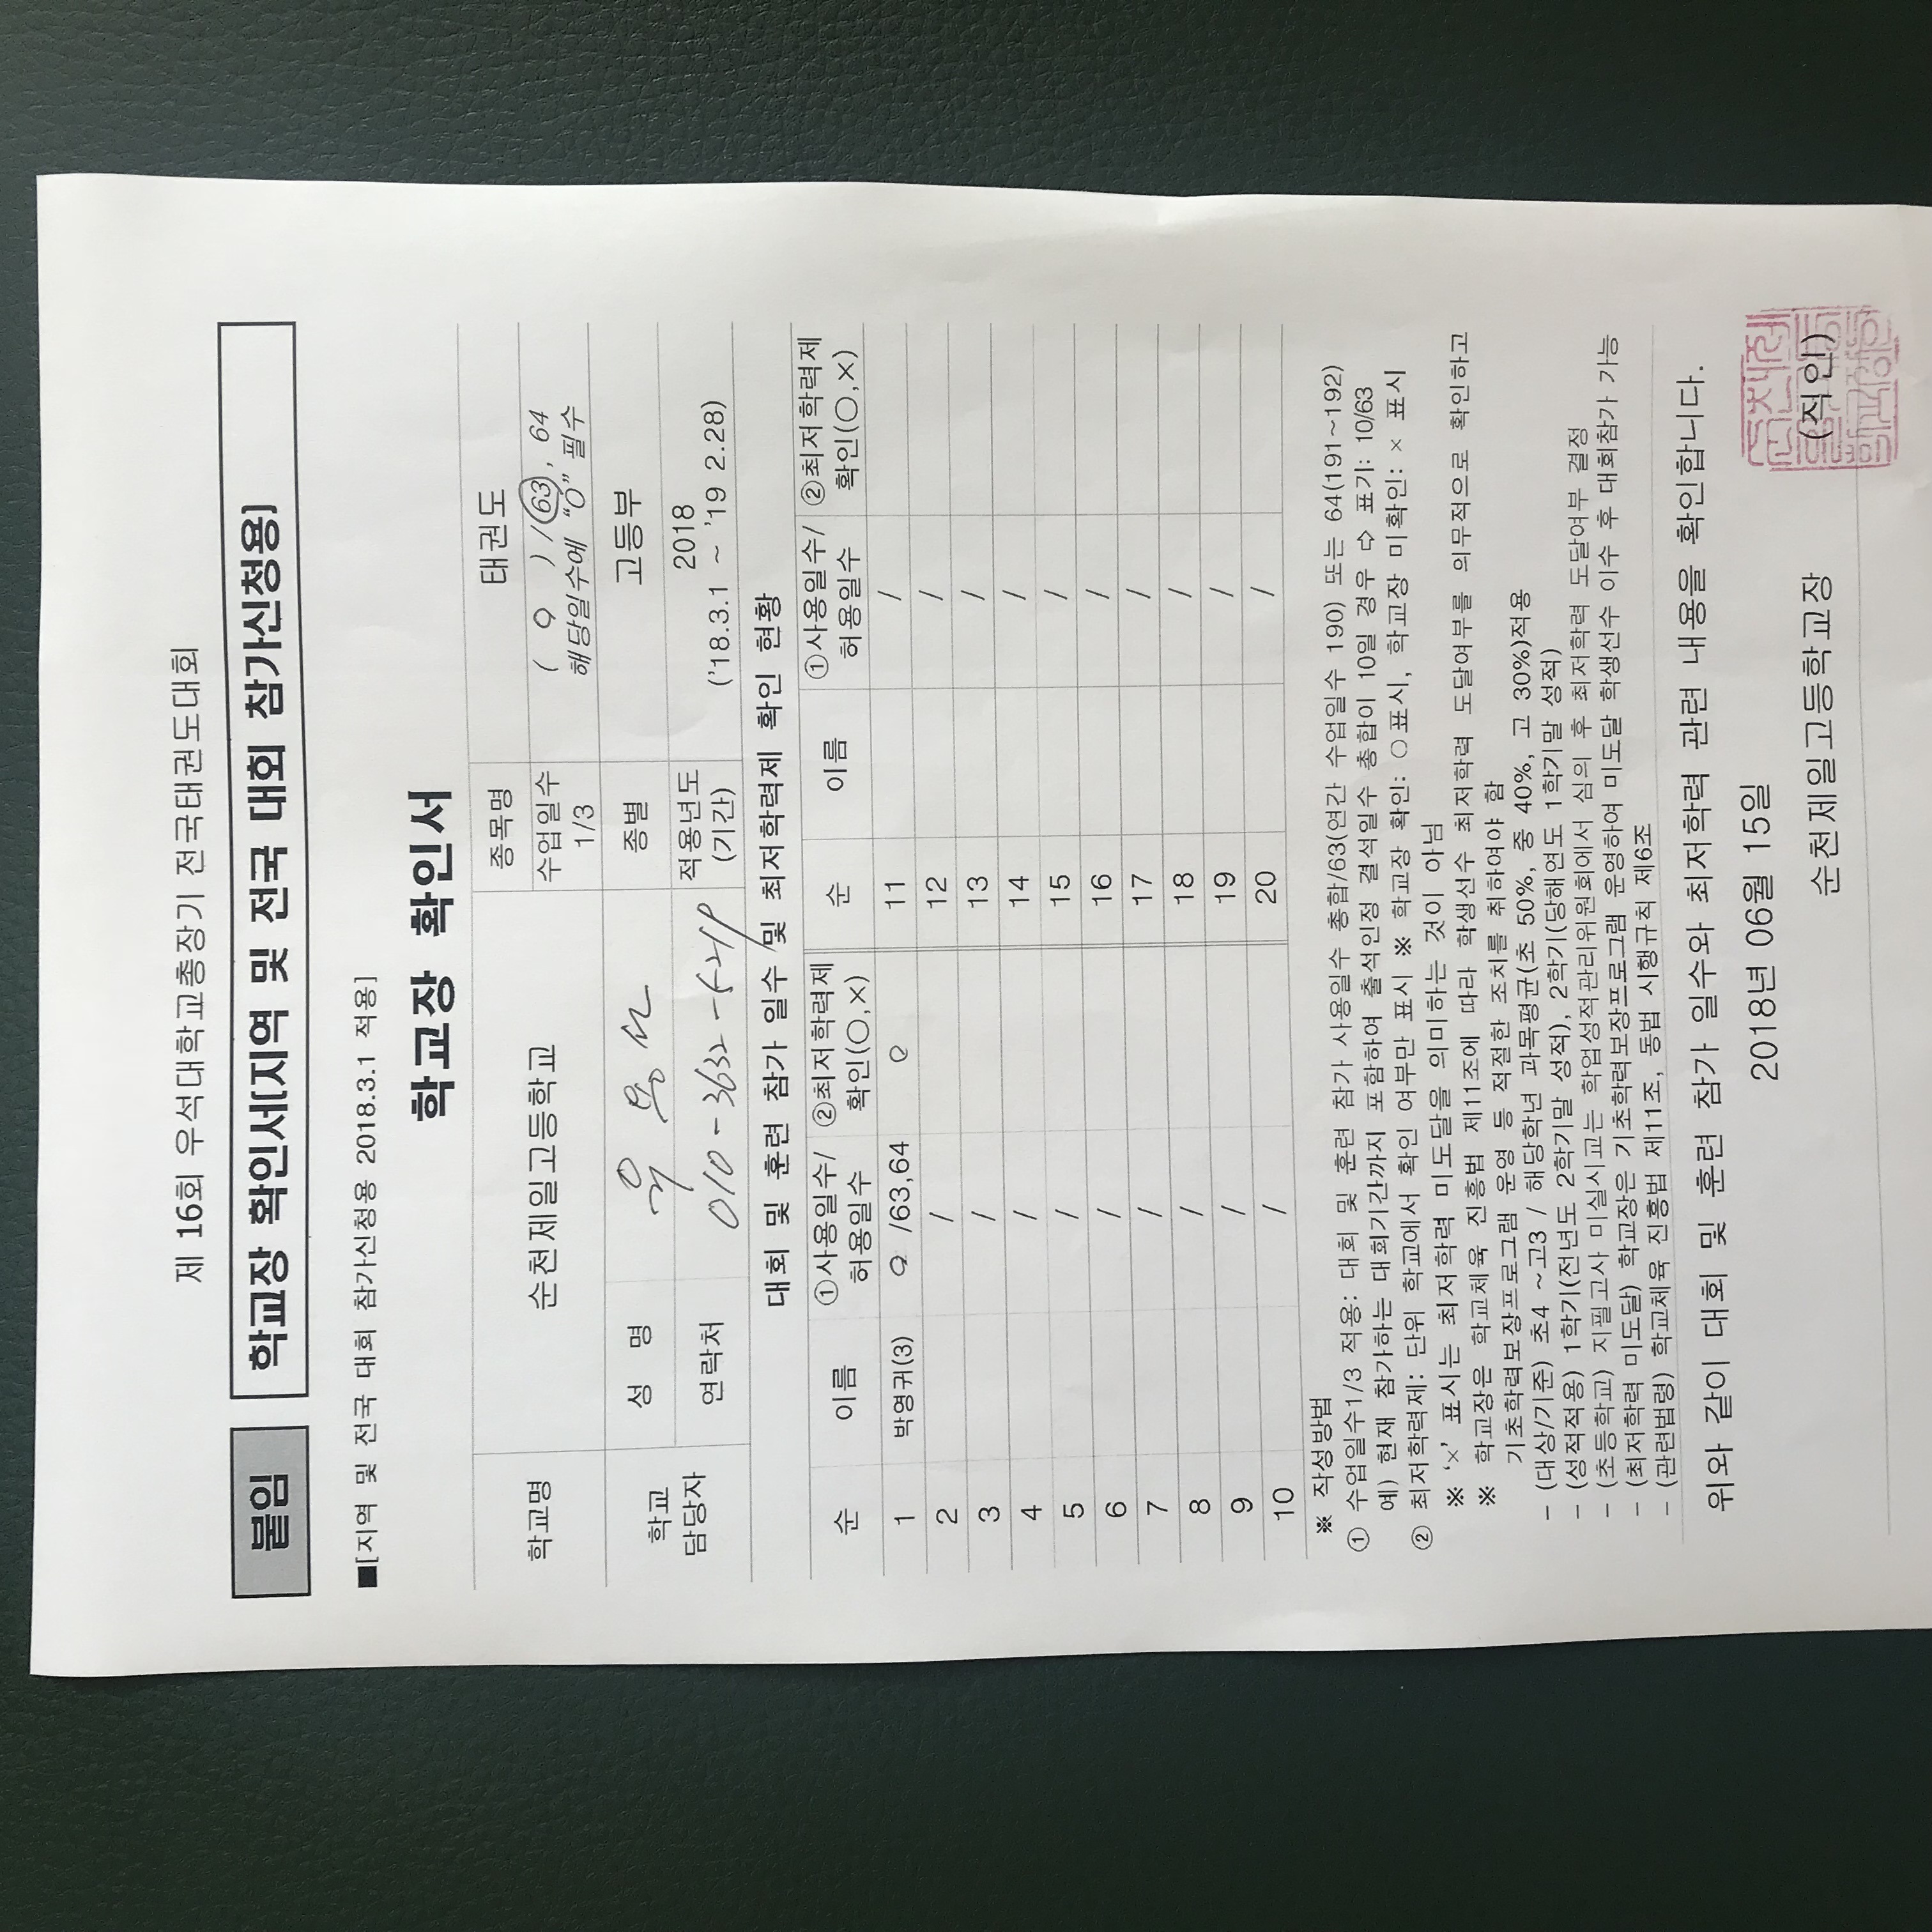 제 16회 우석대학교총장기 전국태권도대회
붙임 학교장 확인서[지역 및 전국 대회 참가신청용]
■[지역 및 전국 대회 참가신청용 2018.3.1 적용]
학교장 확인서
학교명 순천제일고등학교 종목명 태권도
수업일수 1/3 ( 0 ) / 63, 64
해당일수에 "O" 필수
학교 담당자 성 명 종별 고등부
연락처 010-3632- 적용년도 (기간) 2018
('18.3.1 ~ '19 2.28)
대회 및 훈련 참가 일수 및 최저학력제 확인 현황
순 이름 ①사용일수/허용일수 ②최저학력제 확인(○,×) 순 이름 ①사용일수/허용일수 ②최저학력제 확인(○,×)
1 박영귀(3) 0 /63,64 O 11 /
2 / 12 /
3 / 13 /
4 / 14 /
5 / 15 /
6 / 16 /
7 / 17 /
8 / 18 /
9 / 19 /
10 / 20 /
※ 작성방법
① 수업일수1/3 적용: 대회 및 훈련 참가 사용일수 총합/63(연간 수업일수 190) 또는 64(191~192)
예) 현재 참가하는 대회기간까지 포함하여 출석인정 결석일수 총합이 10일 경우 ⇨ 표기: 10/63
② 최저학력제: 단위 학교에서 확인 여부만 표시 ※ 학교장 확인: ○표시, 학교장 미확인: × 표시
※ '×' 표시는 최저학력 미도달을 의미하는 것이 아님
※ 학교장은 학교체육 진흥법 제11조에 따라 학생선수 최저학력 도달여부를 의무적으로 확인하고
기초학력보장프로그램 운영 등 적절한 조치를 취하여야 함
- (대상/기준) 초4 ~고3 / 해당학년 과목평균(초 50%, 중 40%, 고 30%)적용
- (성적적용) 1학기(전년도 2학기말 성적), 2학기(당해연도 1학기말 성적)
- (초등학교) 지필고사 미실시교는 학업성적관리위원회에서 심의 후 최저학력 도달여부 결정
- (최저학력 미도달) 학교장은 기초학력보장프로그램 운영하여 미도달 학생선수 이수 후 대회참가 가능
- (관련법령) 학교체육 진흥법 제11조, 동법 시행규칙 제6조
위와 같이 대회 및 훈련 참가 일수와 최저학력 관련 내용을 확인합니다.
2018년 06월 15일
순천제일고등학교장 (직인)